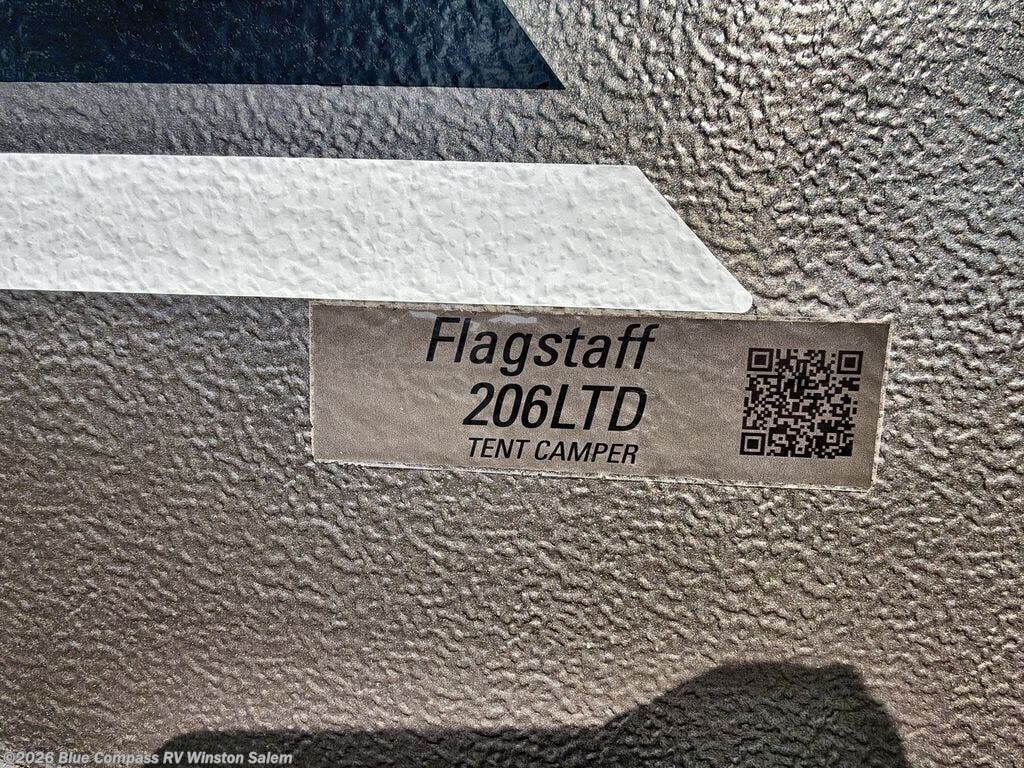 Flagstaff
206LTD
TENT CAMPER
©2026 Blue Compass RV Winston Salem